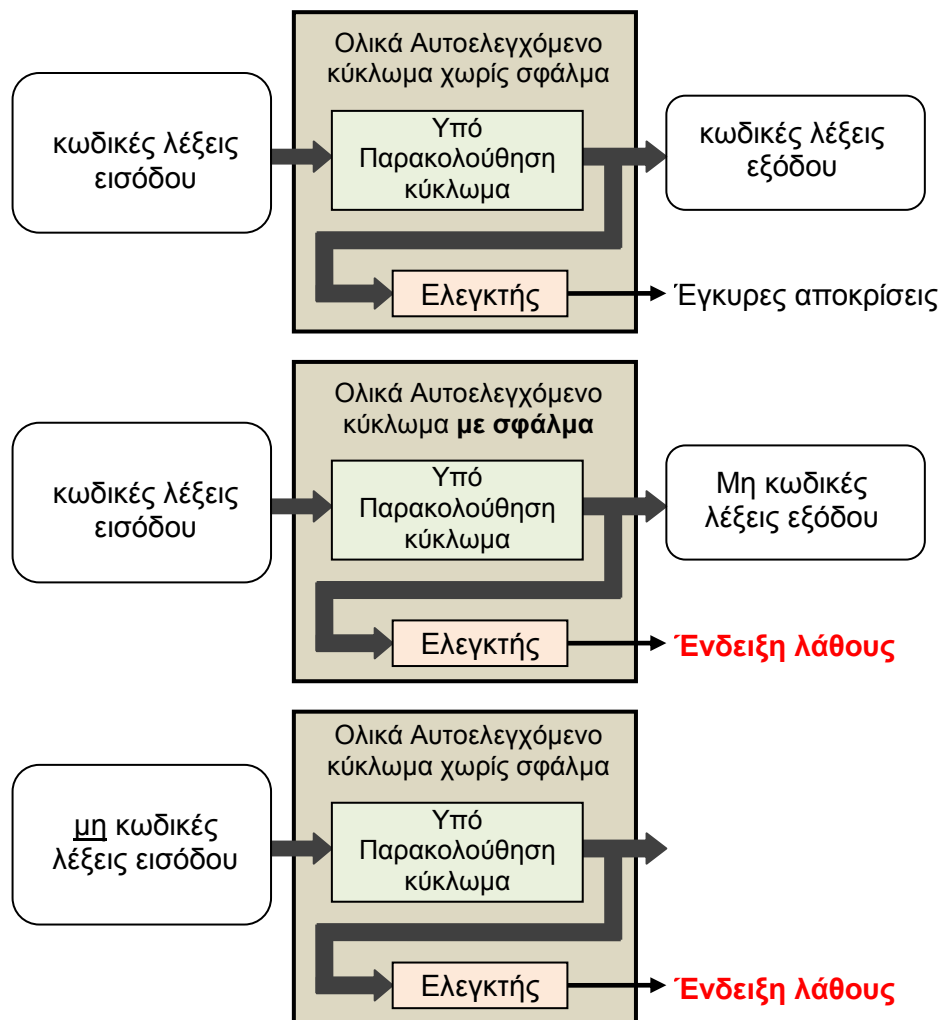 Ολικά Αυτοελεγχόμενο
κύκλωμα χωρίς σφάλμα
κωδικές λέξεις
εισόδου
Υπό
Παρακολούθηση
κύκλωμα
κωδικές λέξεις
εξόδου
Ελεγκτής
Έγκυρες αποκρίσεις
Ολικά Αυτοελεγχόμενο
κύκλωμα με σφάλμα
κωδικές λέξεις
εισόδου
Υπό
Παρακολούθηση
κύκλωμα
Μη κωδικές
λέξεις εξόδου
Ελεγκτής
Ένδειξη λάθους
Ολικά Αυτοελεγχόμενο
κύκλωμα χωρίς σφάλμα
μη κωδικές
λέξεις εισόδου
Υπό
Παρακολούθηση
κύκλωμα
Ελεγκτής
Ένδειξη λάθους